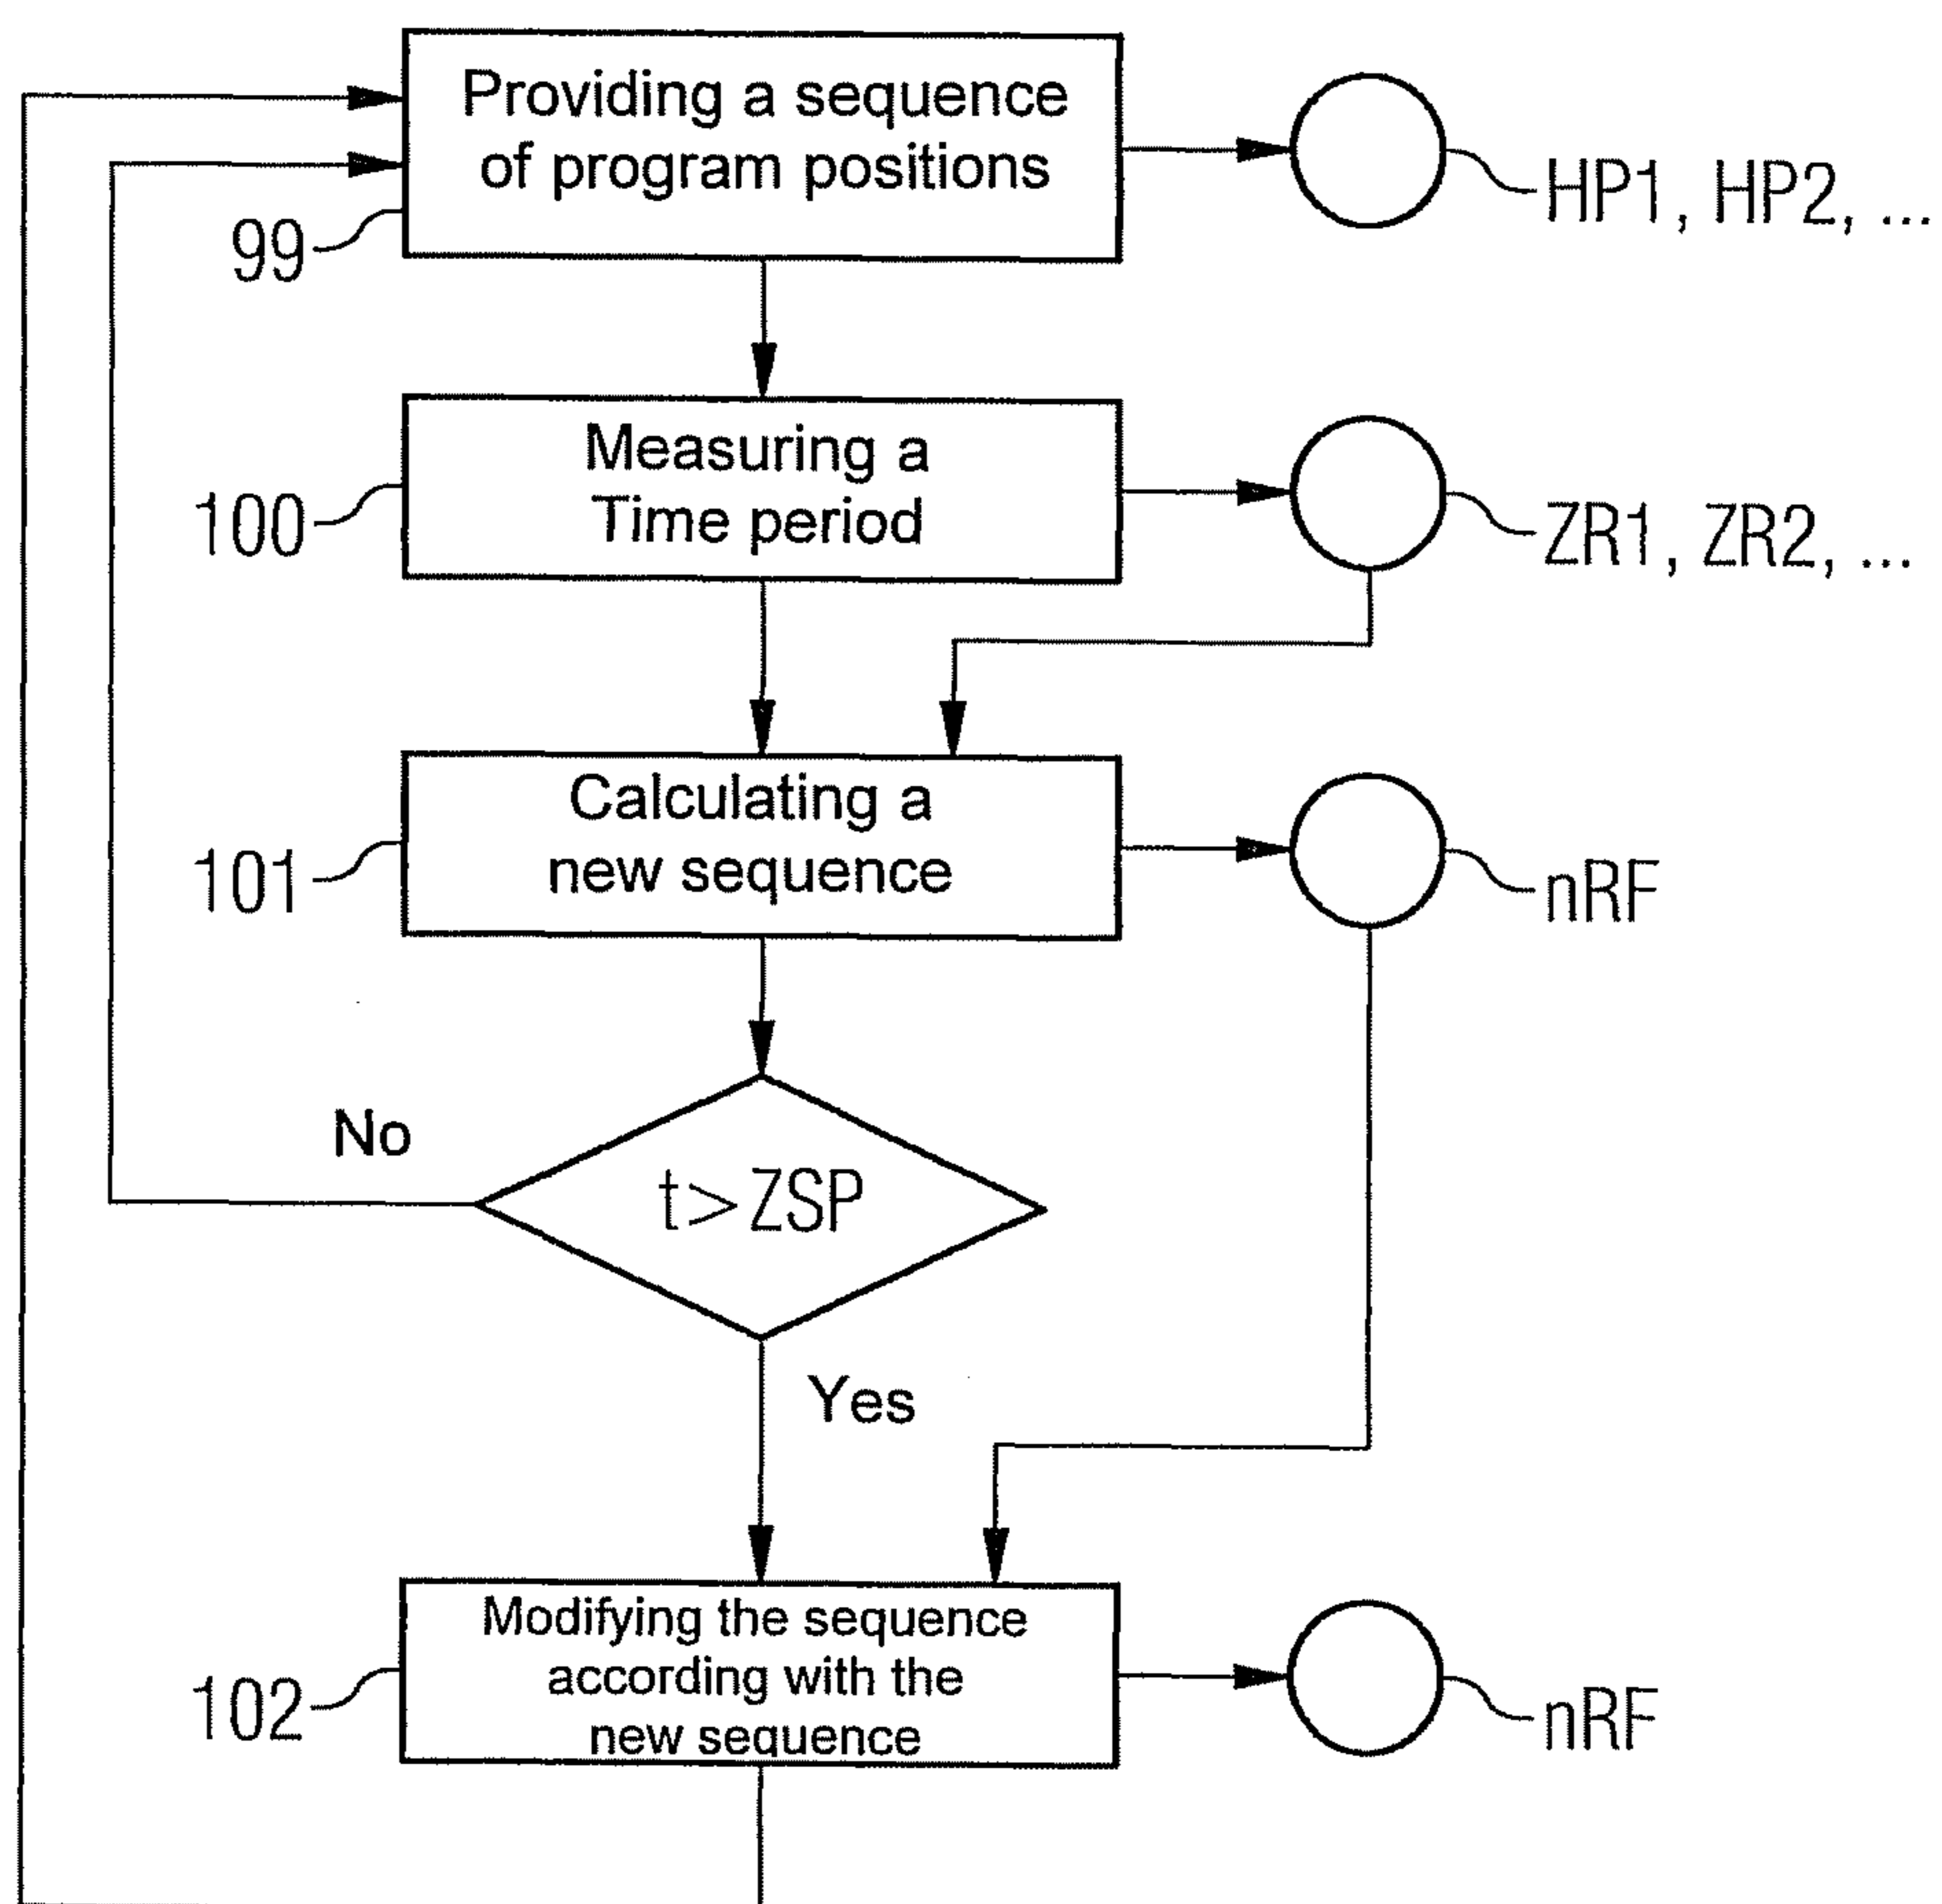 Providing a sequence
of program positions
99
HP1, HP2, ...
Measuring a
Time period
100
ZR1, ZR2, ...
Calculating a
new sequence
101
nRF
No
t>ZSP
Yes
Modifying the sequence
according with the
new sequence
102
nRF